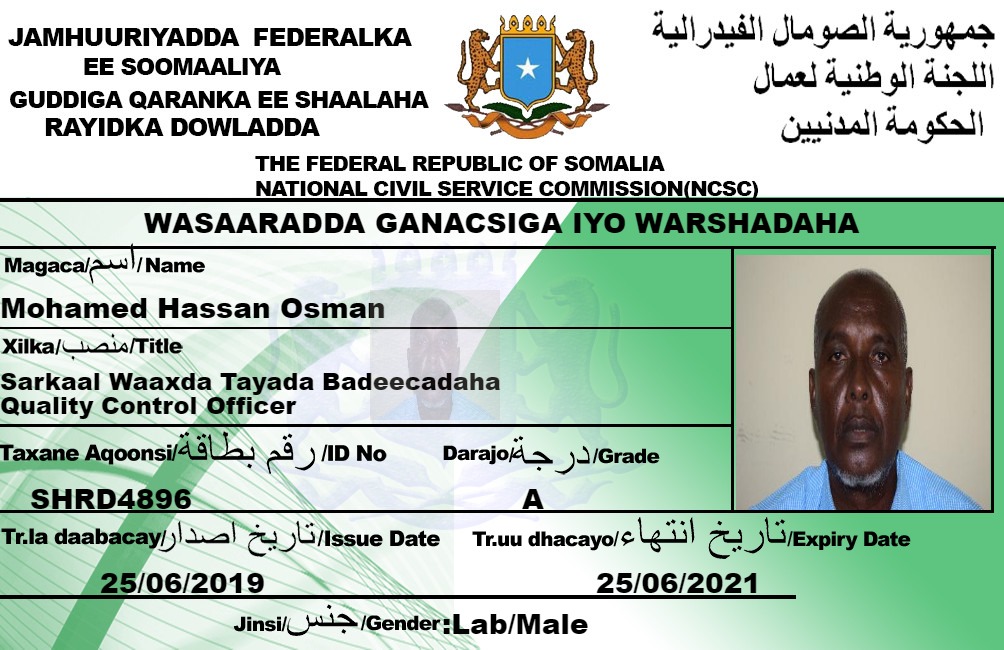 JAMHUURIYADDA FEDERALKA
EE SOOMAALIYA
GUDDIGA QARANKA EE SHAALAHA
RAYIDKA DOWLADDA
جمهورية الصومال الفيدرالية
اللجنة الوطنية لعمال
الحكومة المدنيين
THE FEDERAL REPUBLIC OF SOMALIA
NATIONAL CIVIL SERVICE COMMISSION(NCSC)
WASAARADDA GANACSIGA IYO WARSHADAHA
Magaca/اسم/Name
Mohamed Hassan Osman
Xilka/منصب/Title
Sarkaal Waaxda Tayada Badeecadaha
Quality Control Officer
Taxane Aqoonsi/رقم بطاقة/ID No
SHRD4896
Darajo/درجة/Grade
A
Tr.la daabacay/تاريخ اصدار/Issue Date
25/06/2019
Tr.uu dhacayo/تاريخ انتهاء/Expiry Date
25/06/2021
Jinsi/جنس/Gender:Lab/Male